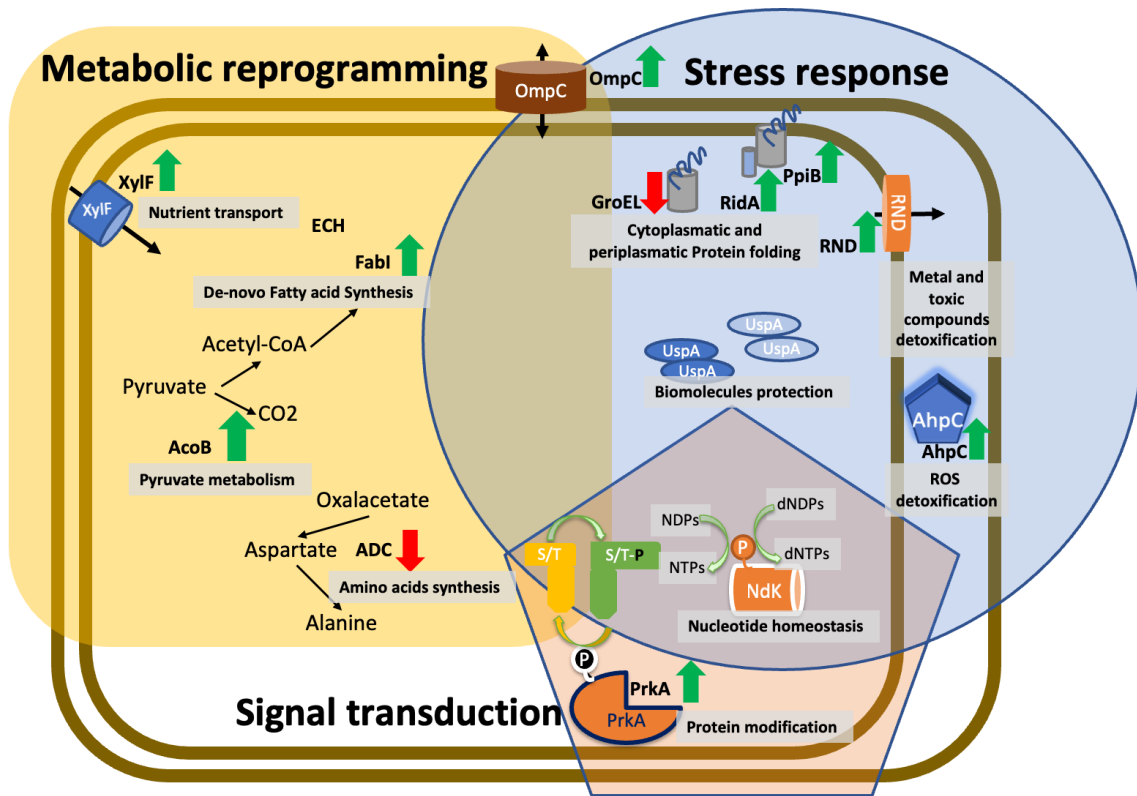 Metabolic reprogramming
OmpC
OmpC
Stress response
XylF
XylF
Nutrient transport
ECH
FabI
De-novo Fatty acid Synthesis
Acetyl-CoA
Pyruvate
CO2
AcoB
Pyruvate metabolism
Oxalacetate
Aspartate
ADC
Amino acids synthesis
Alanine
GroEL
RidA
PpiB
Cytoplasmatic and
periplasmatic Protein folding
RND
RND
Metal and
toxic
compounds
detoxification
UspA
UspA
UspA
UspA
Biomolecules protection
AhpC
AhpC
ROS
detoxification
S/T
S/T-P
NDPs
NTPs
dNDPs
dNTPs
P
NdK
Nucleotide homeostasis
P
Signal transduction
PrkA
PrkA
Protein modification